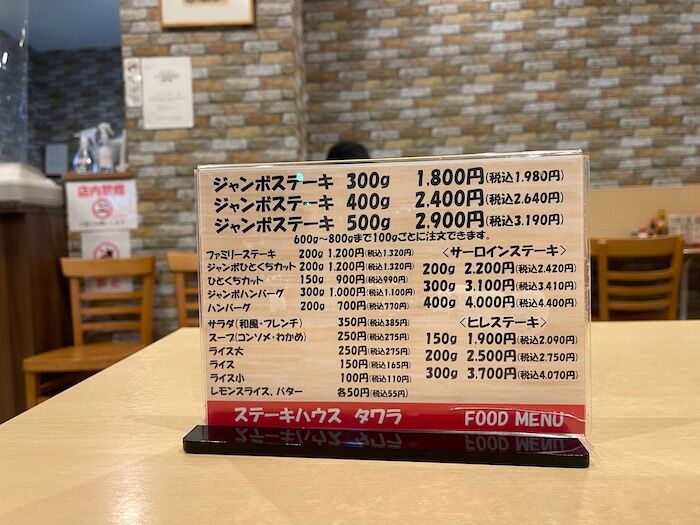 店内禁煙
ジャンボステーキ 300g 1,800円(税込1,980円)
ジャンボステーキ 400g 2,400円(税込2,640円)
ジャンボステーキ 500g 2,900円(税込3,190円)
600g～800gまで100gごとに注文できます。
ファミリーステーキ 200g 1,200円(税込1,320円)
ジャンボひとくちカット 200g 1,200円(税込1,320円)
ひとくちカット 150g 900円(税込990円)
ジャンボハンバーグ 300g 1,000円(税込1,100円)
ハンバーグ 200g 700円(税込770円)
サラダ(和風・フレンチ) 350円(税込385円)
スープ(コンソメ・わかめ) 250円(税込275円)
ライス大 250円(税込275円)
ライス 150円(税込165円)
ライス小 100円(税込110円)
レモンスライス、バター 各50円(税込55円)
＜サーロインステーキ＞
200g 2,200円(税込2,420円)
300g 3,100円(税込3,410円)
400g 4,000円(税込4,400円)
＜ヒレステーキ＞
150g 1,900円(税込2,090円)
200g 2,500円(税込2,750円)
300g 3,700円(税込4,070円)
ステーキハウス タワラ FOOD MENU